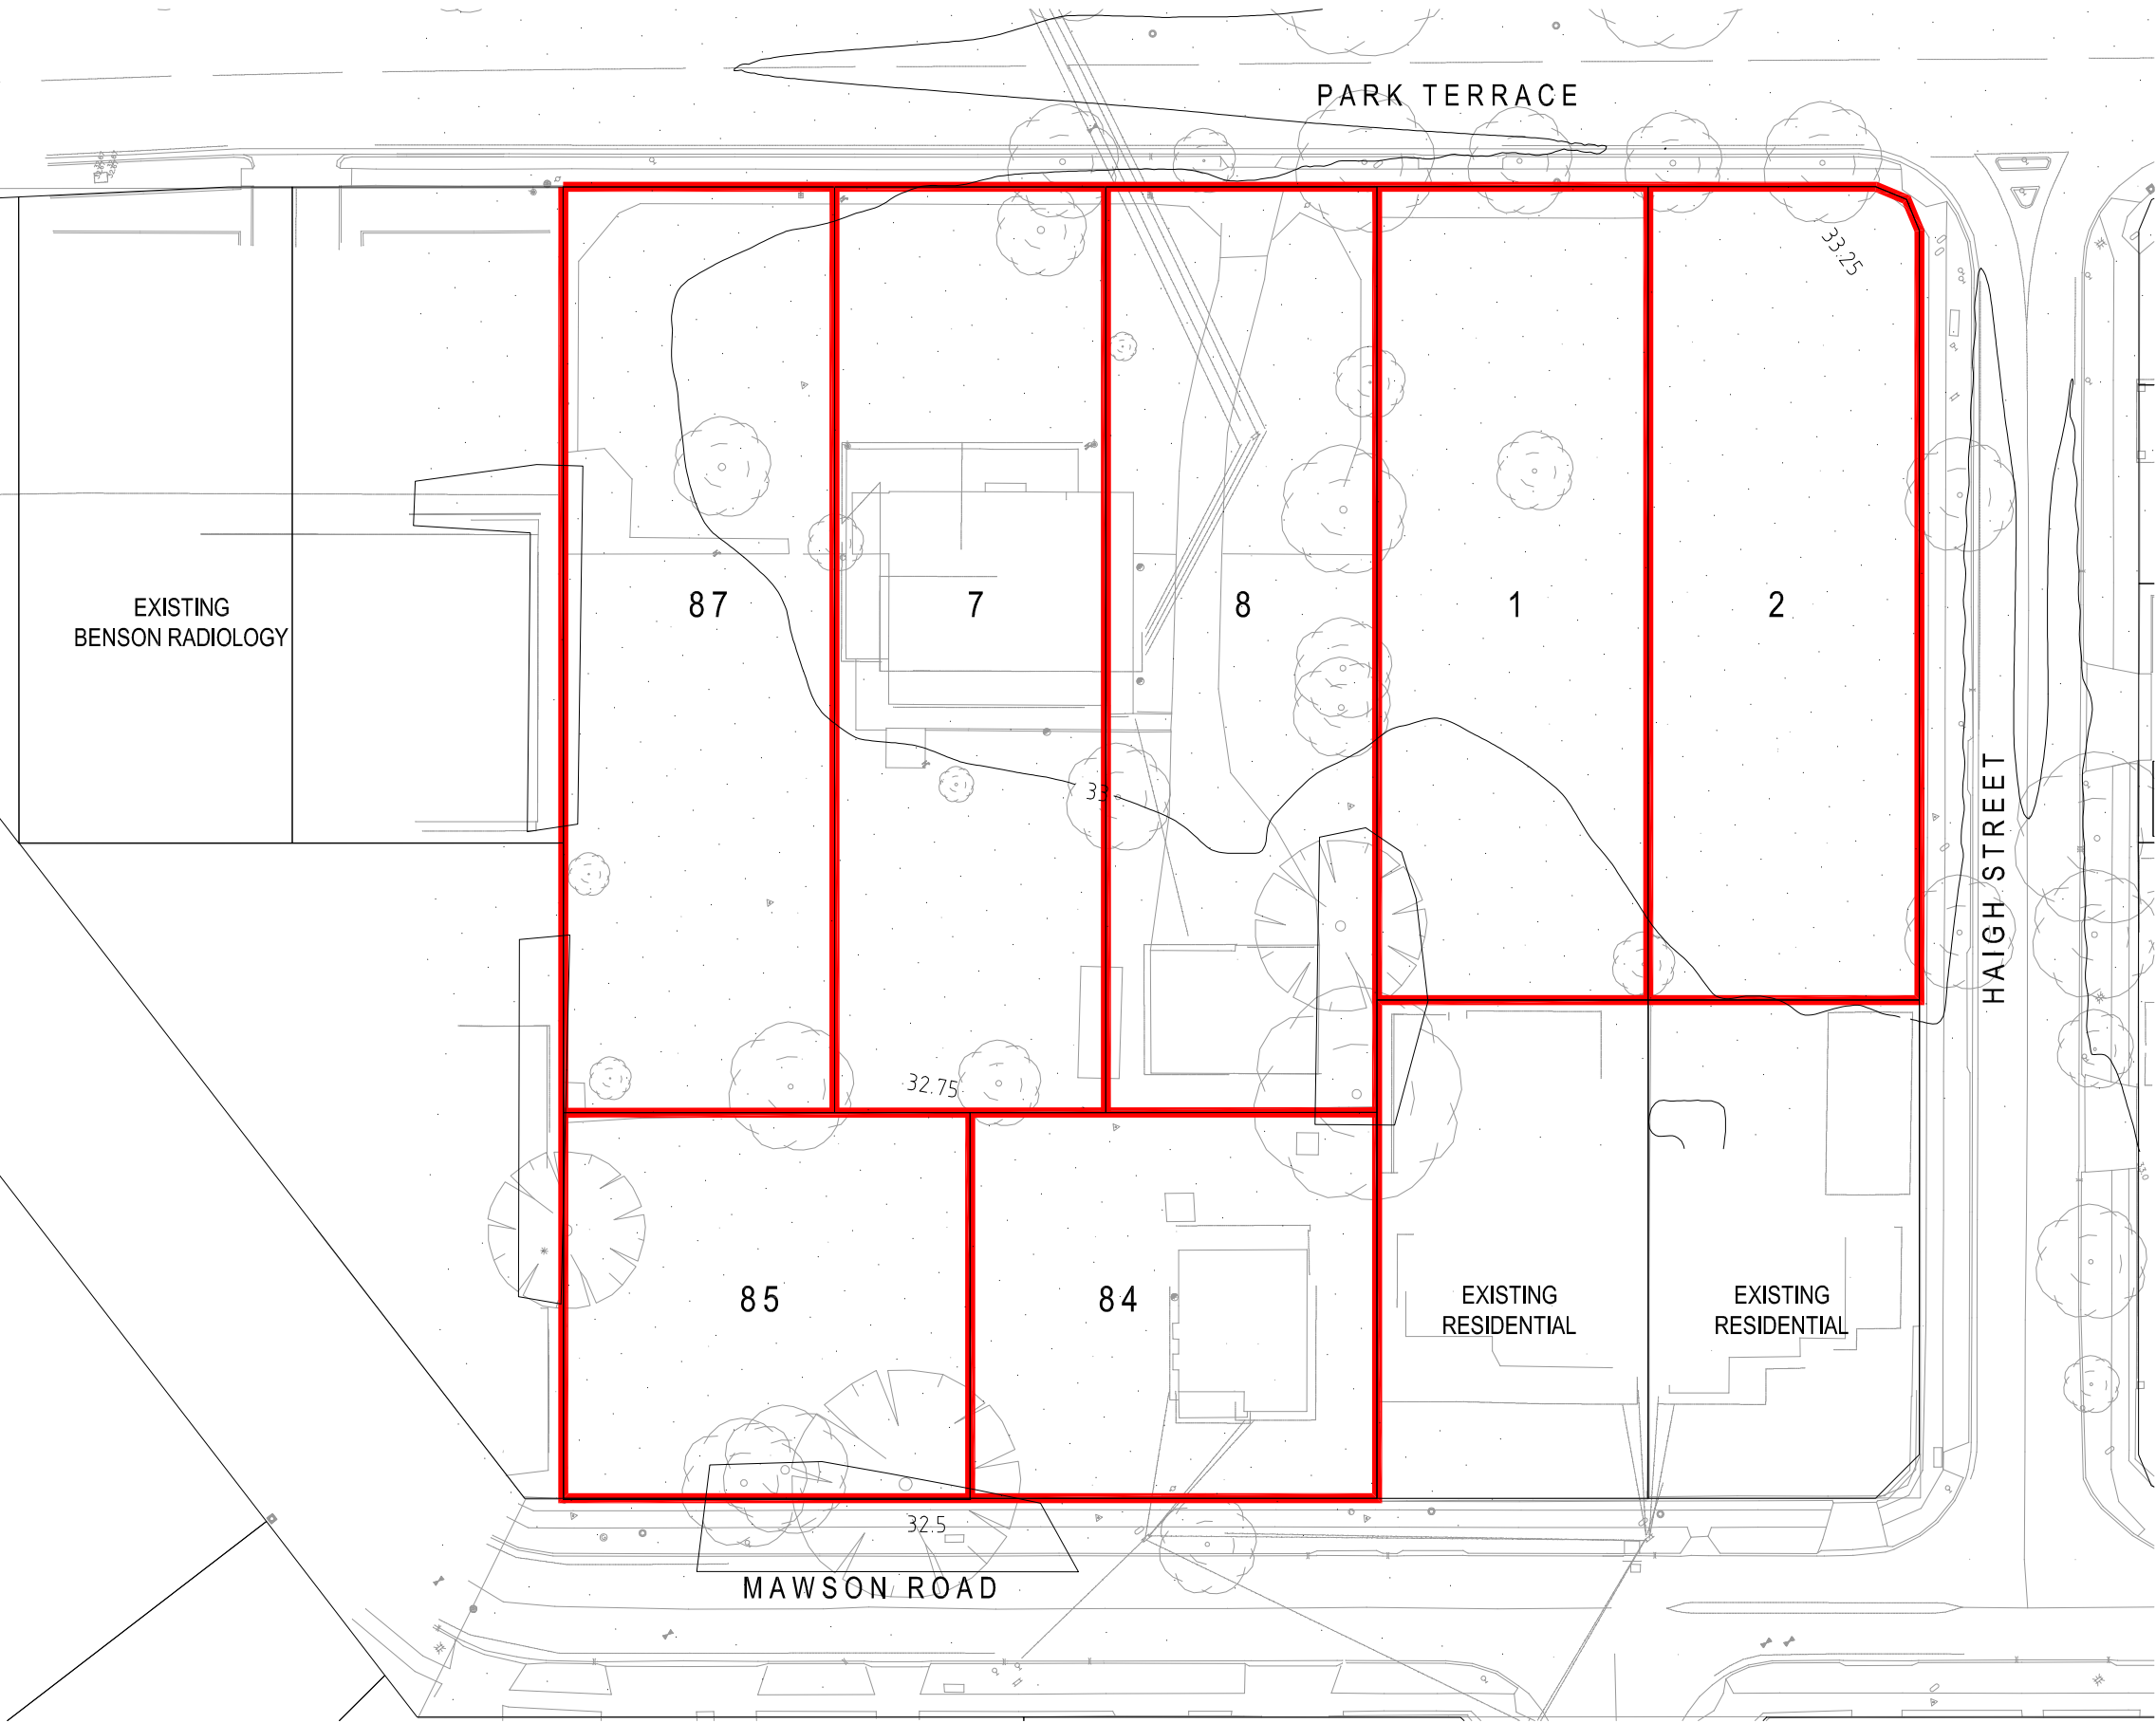 PARK TERRACE
33.25
EXISTING
BENSON RADIOLOGY
87
7
8
1
2
33
HAIGH STREET
32.75
85
84
EXISTING
RESIDENTIAL
EXISTING
RESIDENTIAL
32.5
MAWSON ROAD